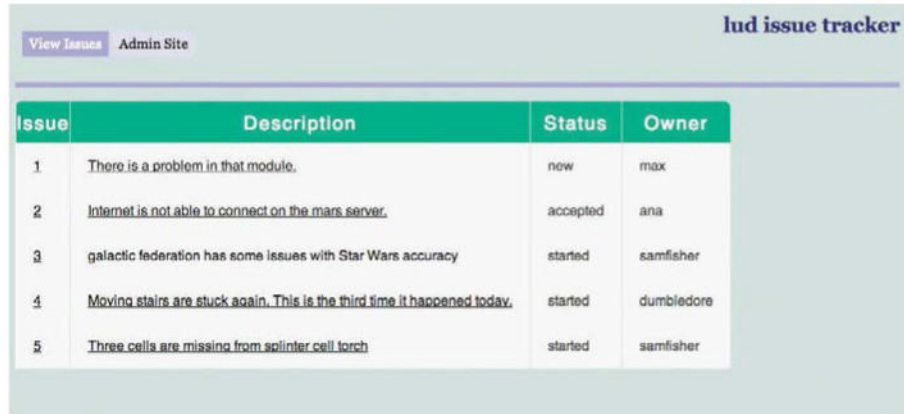 lud issue tracker
View Issues Admin Site
Issue Description Status Owner
1 There is a problem in that module. new max
2 Internet is not able to connect on the mars server. accepted ana
3 galactic federation has some issues with Star Wars accuracy started samfisher
4 Moving stairs are stuck again. This is the third time it happened today. started dumbledore
5 Three cells are missing from splinter cell torch started samfisher